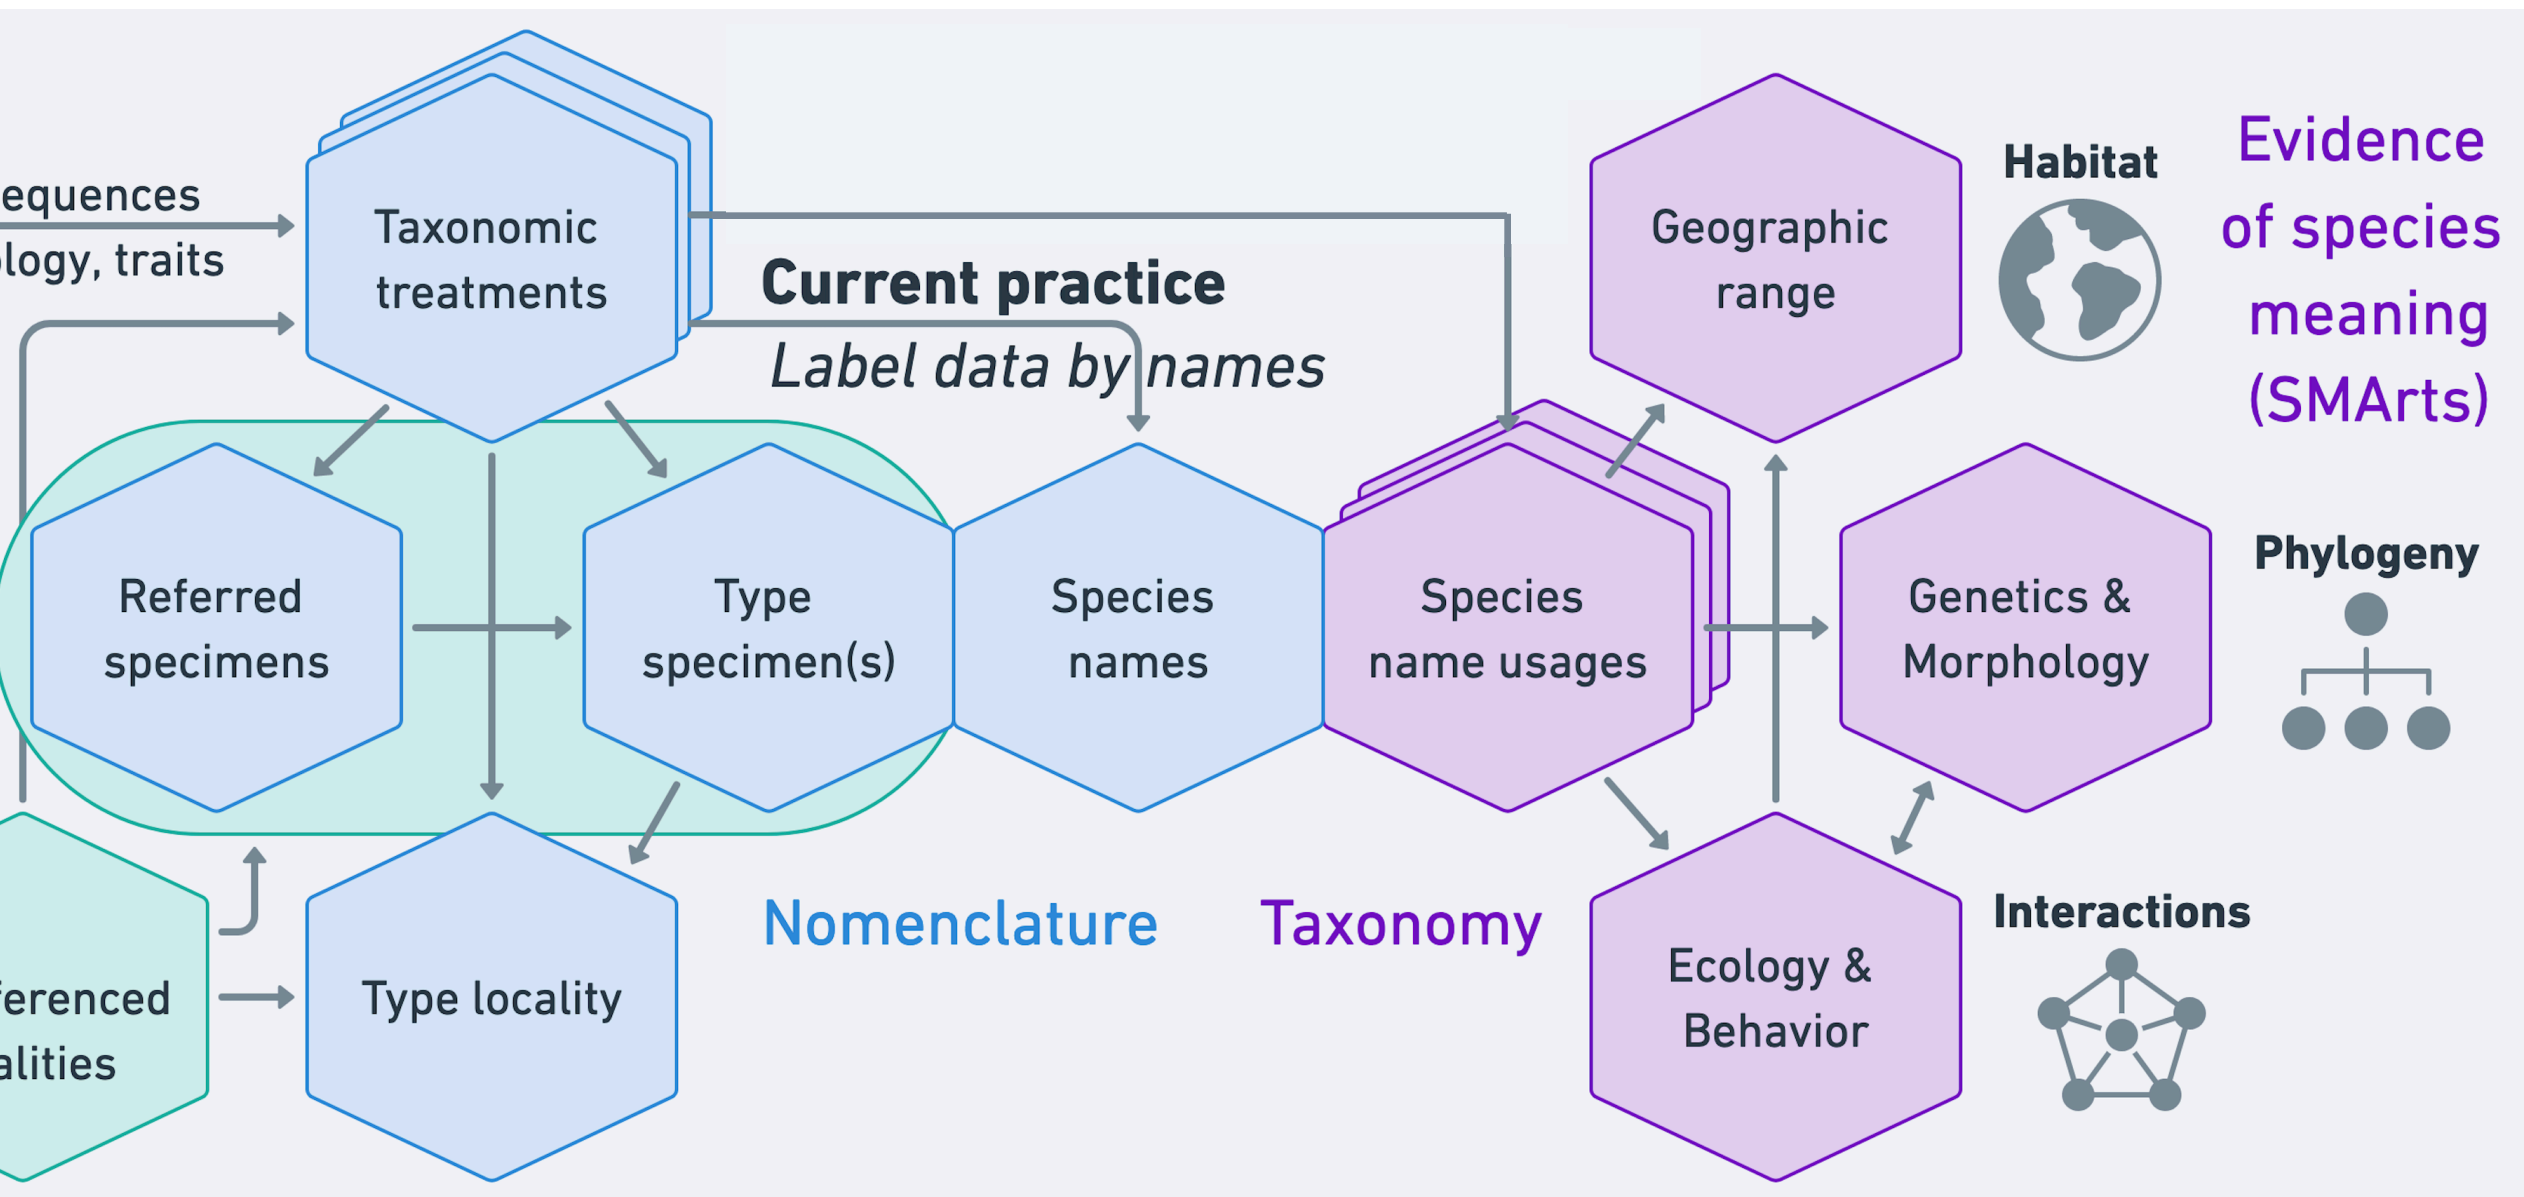 equences
ology, traits
Taxonomic
treatments
Current practice
Label data by names
Geographic
range
Habitat
Evidence
of species
meaning
(SMArts)
Referred
specimens
Type
specimen(s)
Species
names
Species
name usages
Genetics &
Morphology
Phylogeny
ferenced
alities
Type locality
Nomenclature
Taxonomy
Ecology &
Behavior
Interactions